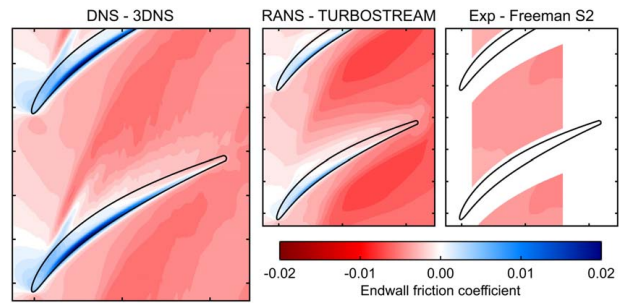 DNS - 3DNS
RANS - TURBOSTREAM
Exp - Freeman S2
-0.02 -0.01 0.00 0.01 0.02
Endwall friction coefficient